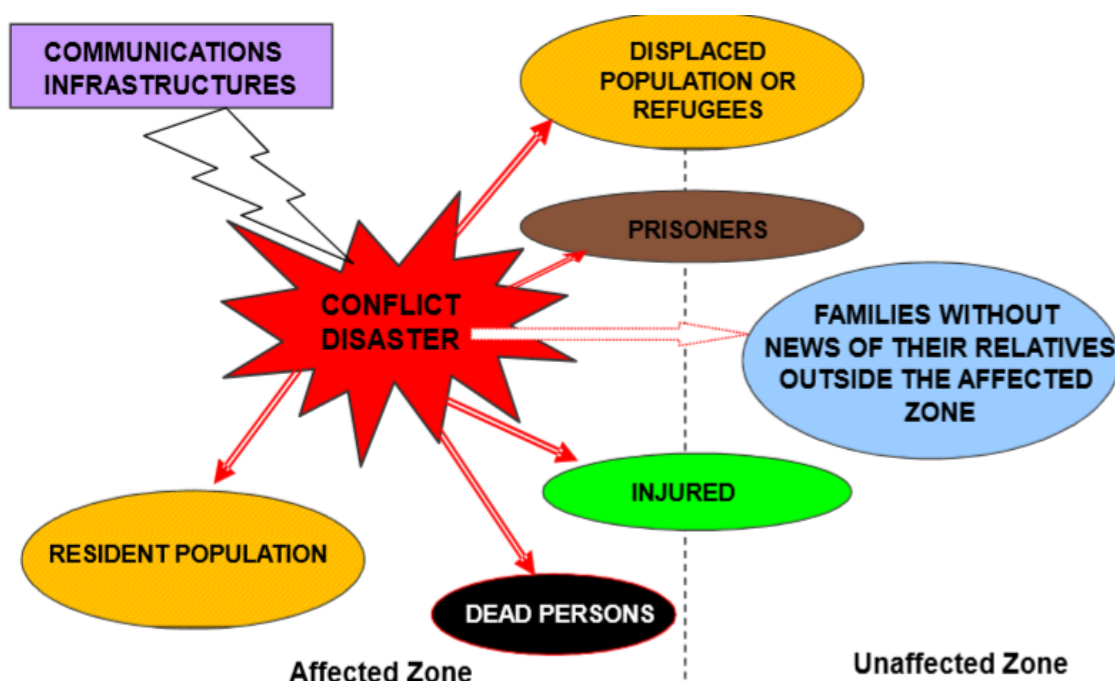 COMMUNICATIONS
INFRASTRUCTURES
DISPLACED
POPULATION OR
REFUGEES
PRISONERS
CONFLICT
DISASTER
FAMILIES WITHOUT
NEWS OF THEIR RELATIVES
OUTSIDE THE AFFECTED
ZONE
INJURED
RESIDENT POPULATION
DEAD PERSONS
Affected Zone
Unaffected Zone